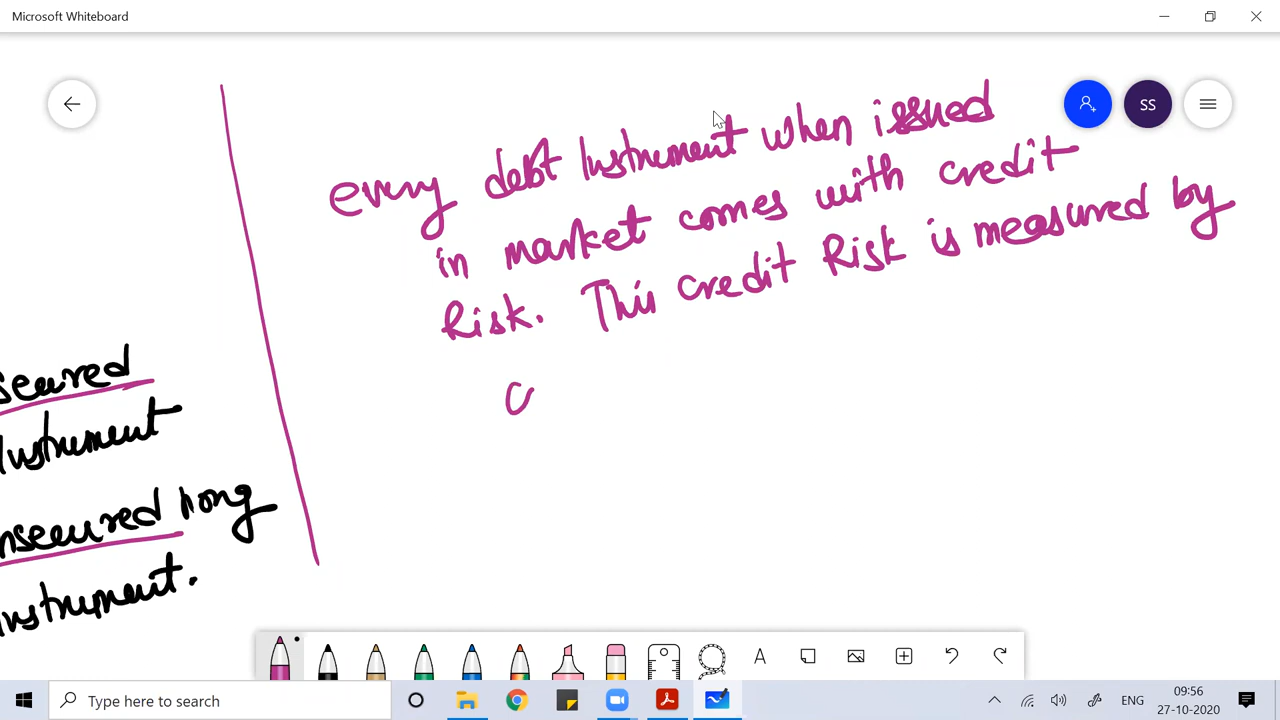 Microsoft Whiteboard
SS
every debt Instrument when issued
in market comes with credit
Risk. This credit Risk is measured by
C
secured
Instrument
unsecured long
Instrument.
A
Type here to search
ENG
09:56
27-10-2020